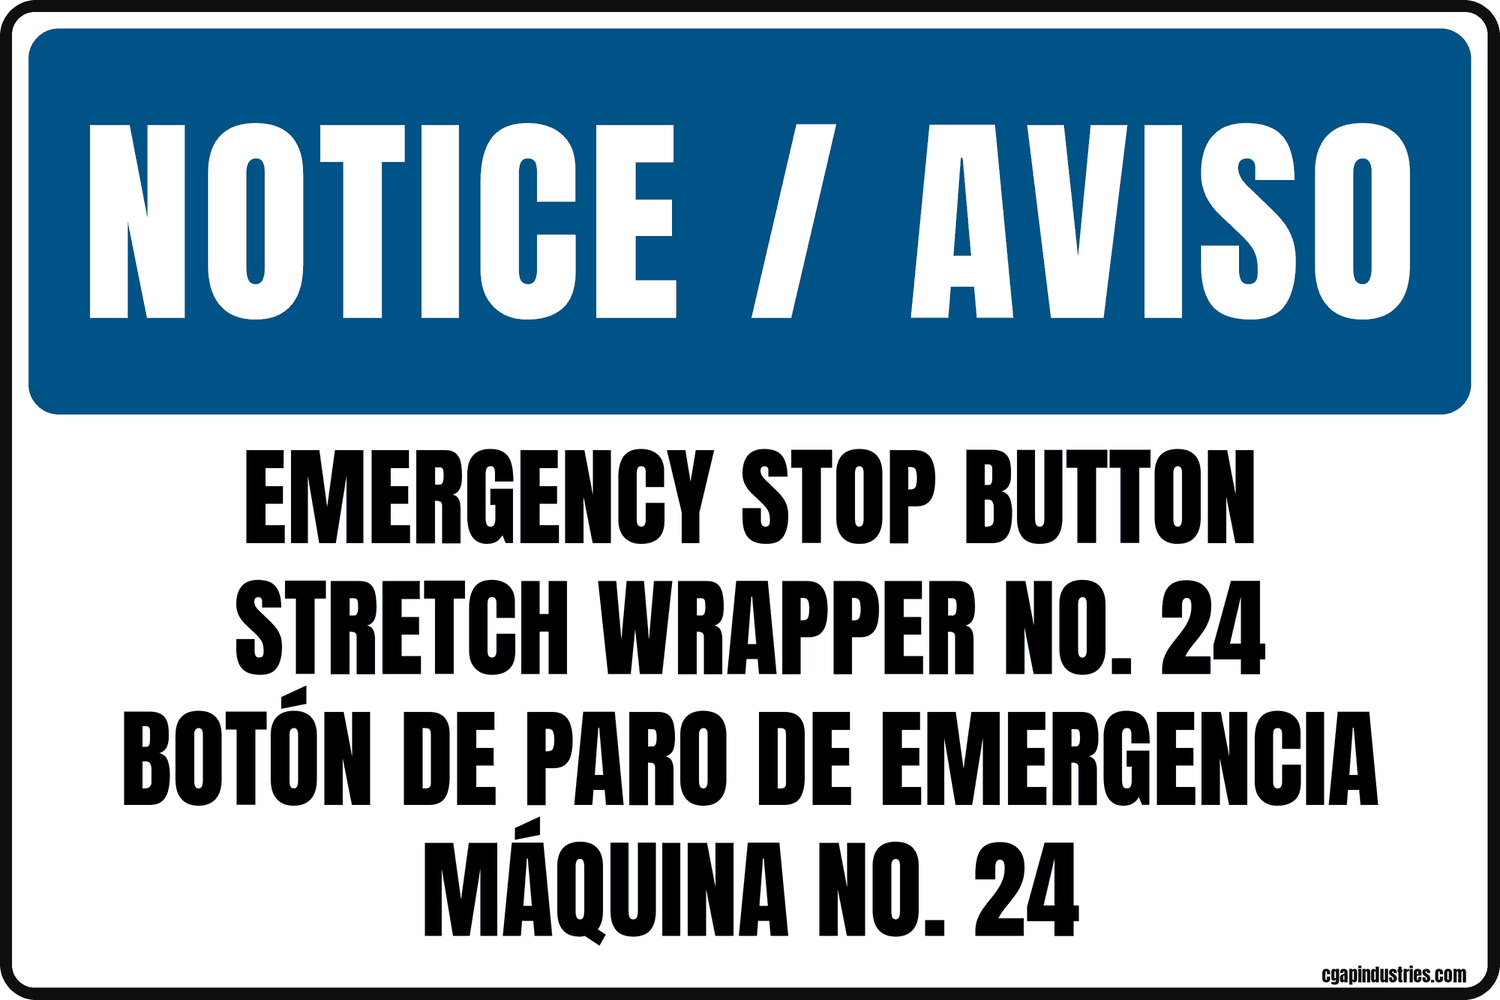 NOTICE / AVISO
EMERGENCY STOP BUTTON
STRETCH WRAPPER NO. 24
BOTÓN DE PARO DE EMERGENCIA
MÁQUINA NO. 24
cgapindustries.com